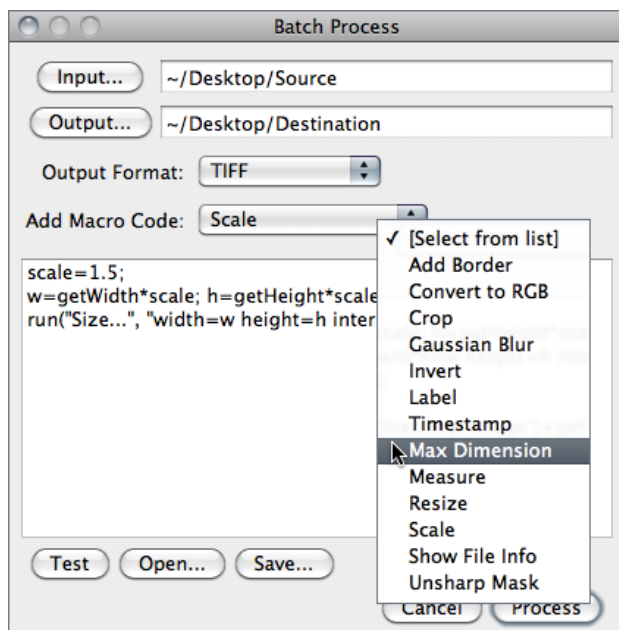 Batch Process
Input... ~/Desktop/Source
Output... ~/Desktop/Destination
Output Format: TIFF
Add Macro Code: Scale
✓ [Select from list]
Add Border
Convert to RGB
Crop
Gaussian Blur
Invert
Label
Timestamp
Max Dimension
Measure
Resize
Scale
Show File Info
Unsharp Mask
scale=1.5;
w=getWidth*scale; h=getHeight*scale
run("Size...", "width=w height=h inter
Test Open... Save...
Cancel Process